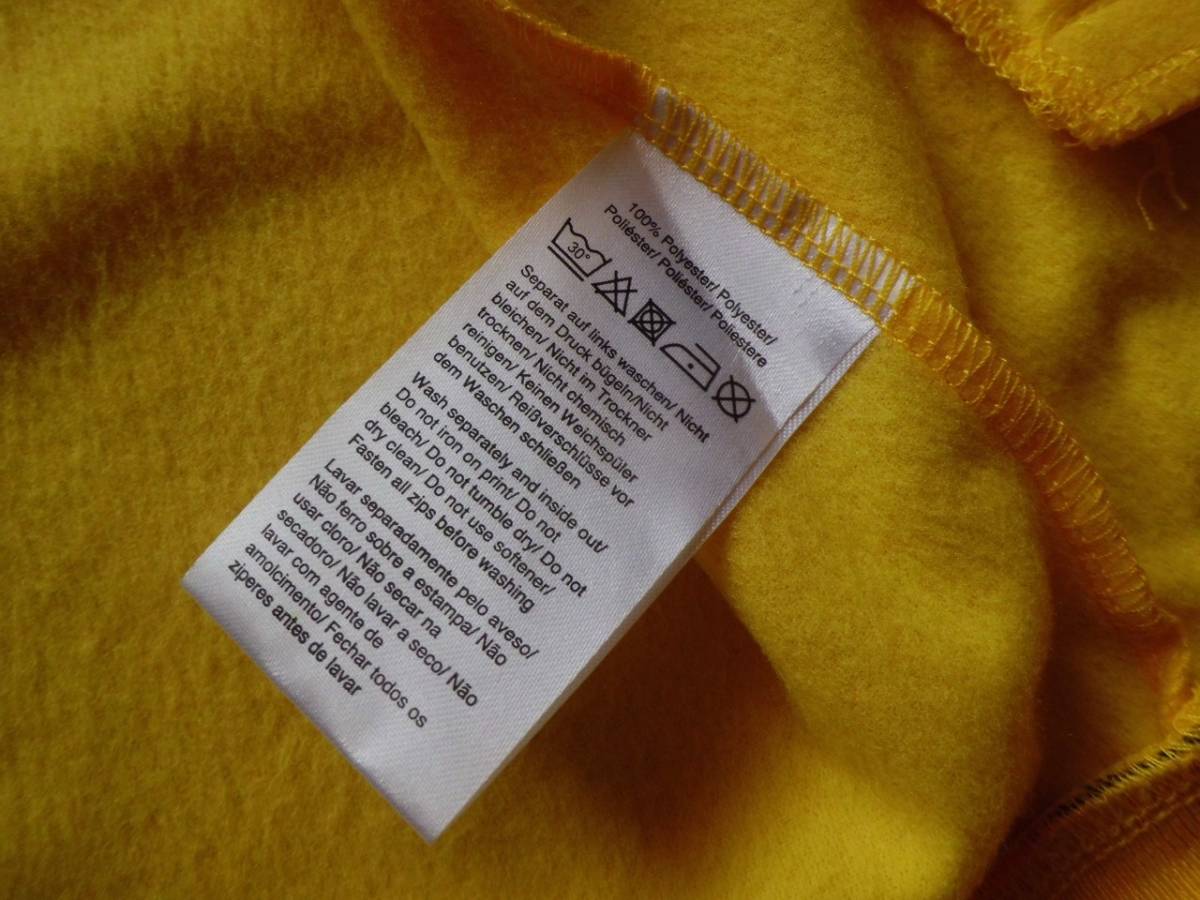 100% Polyester/ Polyester/
Poliéster/ Poliéster/ Poliestere
30°
Separat auf links waschen/ Nicht
auf dem Druck bügeln/Nicht
bleichen/ Nicht im Trockner
trocknen/ Nicht chemisch
reinigen/ Keinen Weichspüler
benutzen/ Reißverschlüsse vor
dem Waschen schließen
Wash separately and inside out/
Do not iron on print/ Do not
bleach/ Do not tumble dry/ Do not
dry clean/ Do not use softener/
Fasten all zips before washing
Lavar separadamente pelo aveso/
Não ferro sobre a estampa/ Não
usar cloro/ Não secar na
secadoro/ Não lavar a seco/ Não
lavar com agente de
amolcimento/ Fechar todos os
ziperes antes de lavar